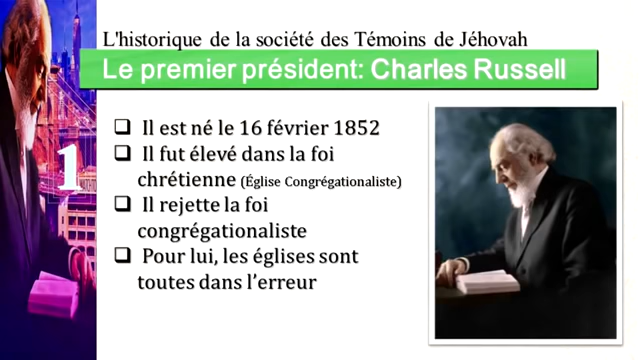 L'historique de la société des Témoins de Jéhovah
Le premier président: Charles Russell
1
❑ Il est né le 16 février 1852
❑ Il fut élevé dans la foi
chrétienne (Église Congrégationaliste)
❑ Il rejette la foi
congrégationaliste
❑ Pour lui, les églises sont
toutes dans l’erreur